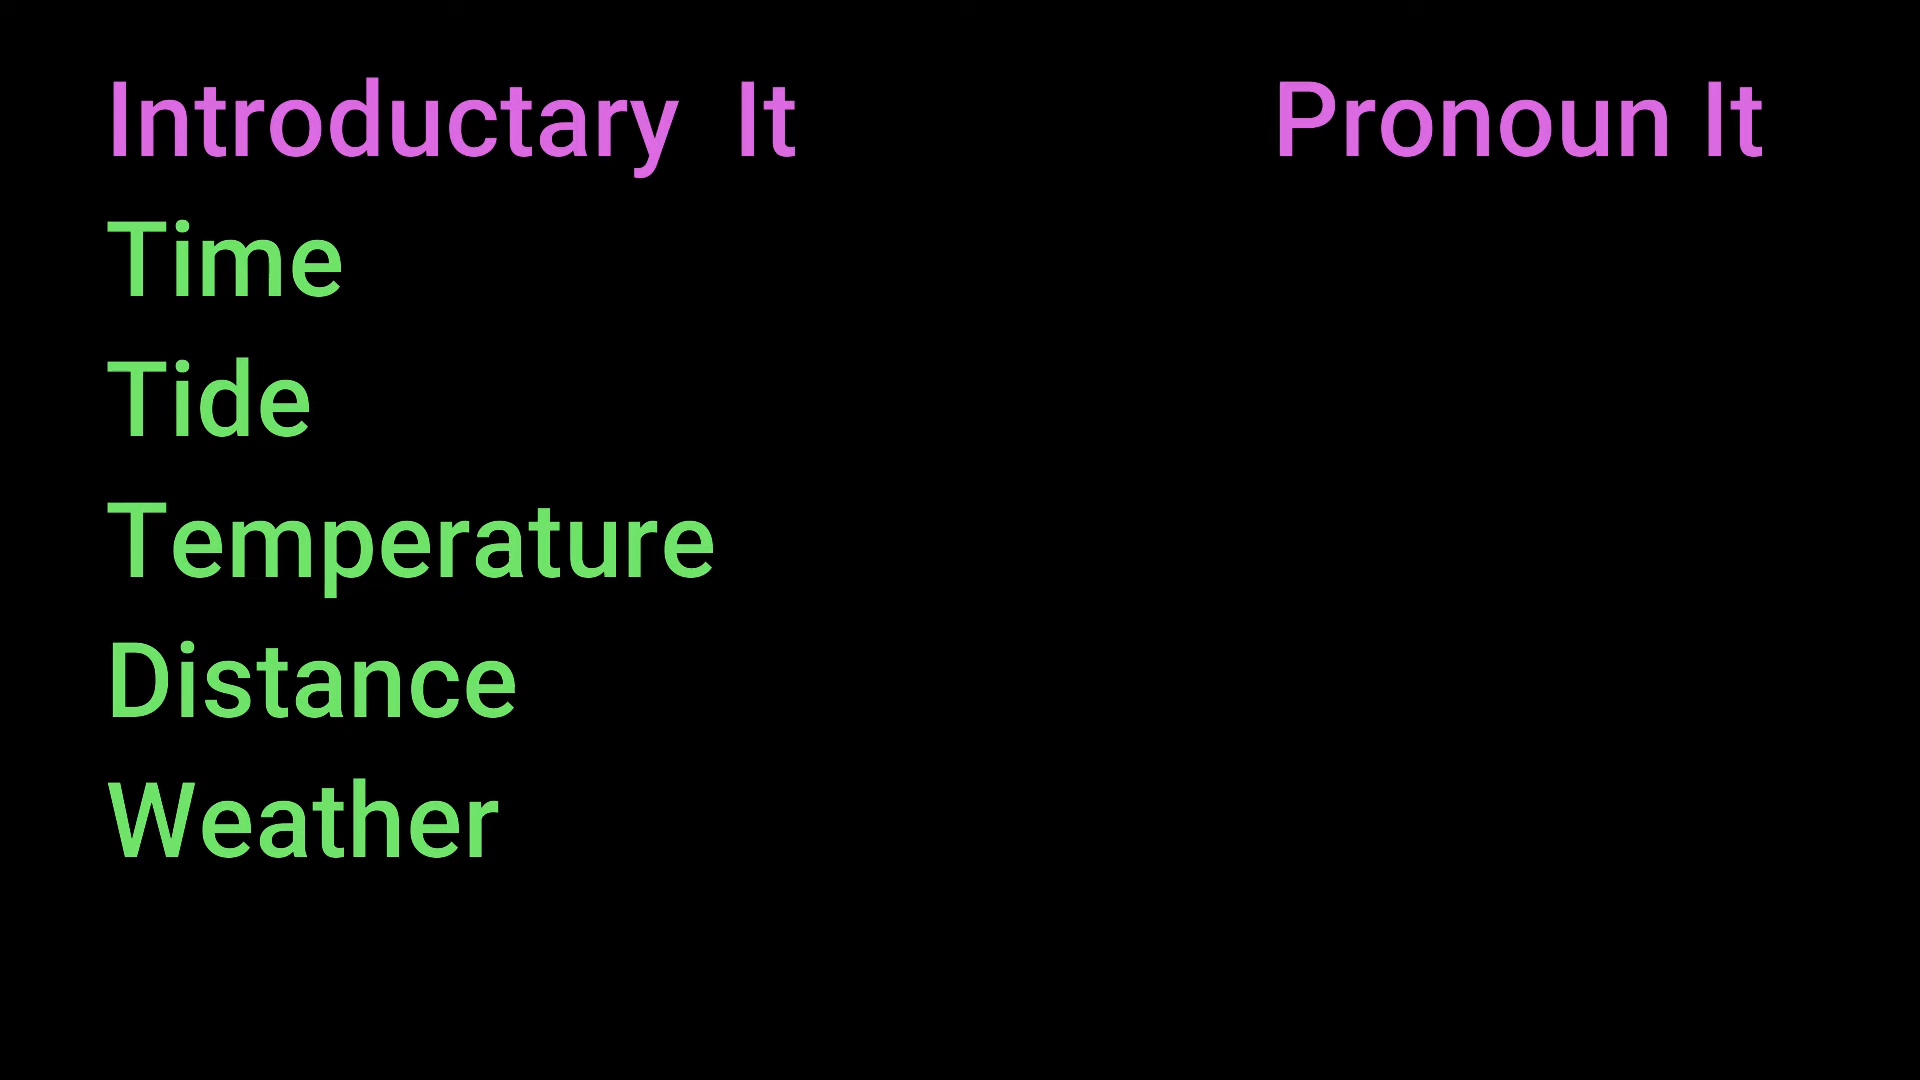 Introductary It
Pronoun It
Time
Tide
Temperature
Distance
Weather